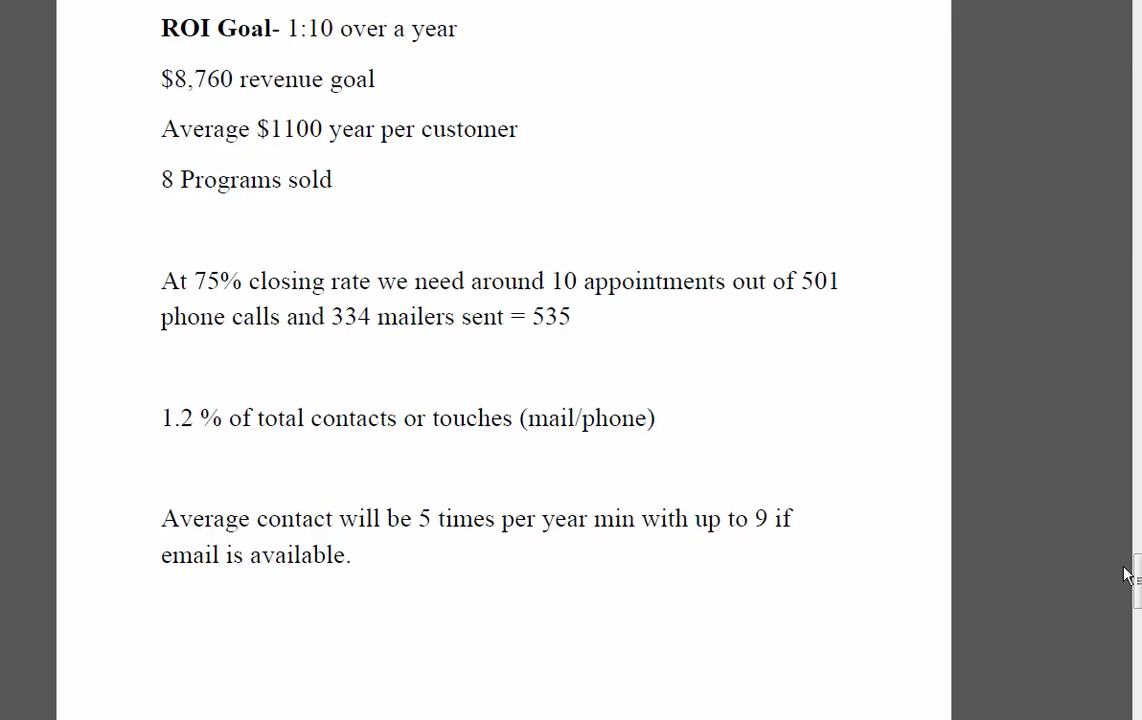 ROI Goal- 1:10 over a year
$8,760 revenue goal
Average $1100 year per customer
8 Programs sold
At 75% closing rate we need around 10 appointments out of 501
phone calls and 334 mailers sent = 535
1.2 % of total contacts or touches (mail/phone)
Average contact will be 5 times per year min with up to 9 if
email is available.